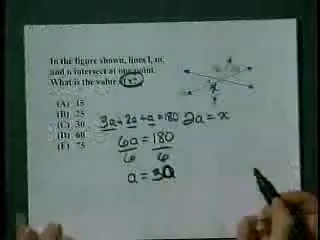 In the figure shown, lines l, m,
and n intersect at one point.
What is the value x?
(A) 15
(B) 25
(C) 30
(D) 60
(E) 75
3a+2a+a=180 2a=x
6a=180
6 6
a=30